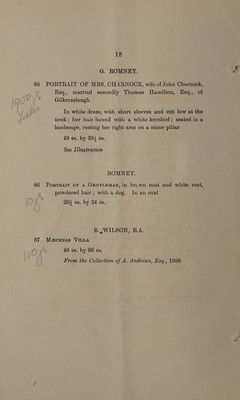 18
G. ROMNEY.
85 PORTRAIT OF MRS. CHARNOCK, wife of John Charnock,
Esq., married secondly Thomas Hamilton, Esq., of
Gilkerscleugh
In white dress, with short sleeves and cut low at the
neck; her hair bound with a white kerchief; seated in a
landscape, resting her right arm on a stone pillar
49 in. by 39½ in.
See Illustration
ROMNEY.
86 PORTRAIT OF A GENTLEMAN, in brown coat and white vest,
powdered hair; with a dog. In an oval
29½ in. by 24 in.
B. WILSON, R.A.
87 MECENAS VILLA
48 in. by 66 in.
From the Collection of A. Andrews, Esq., 1888